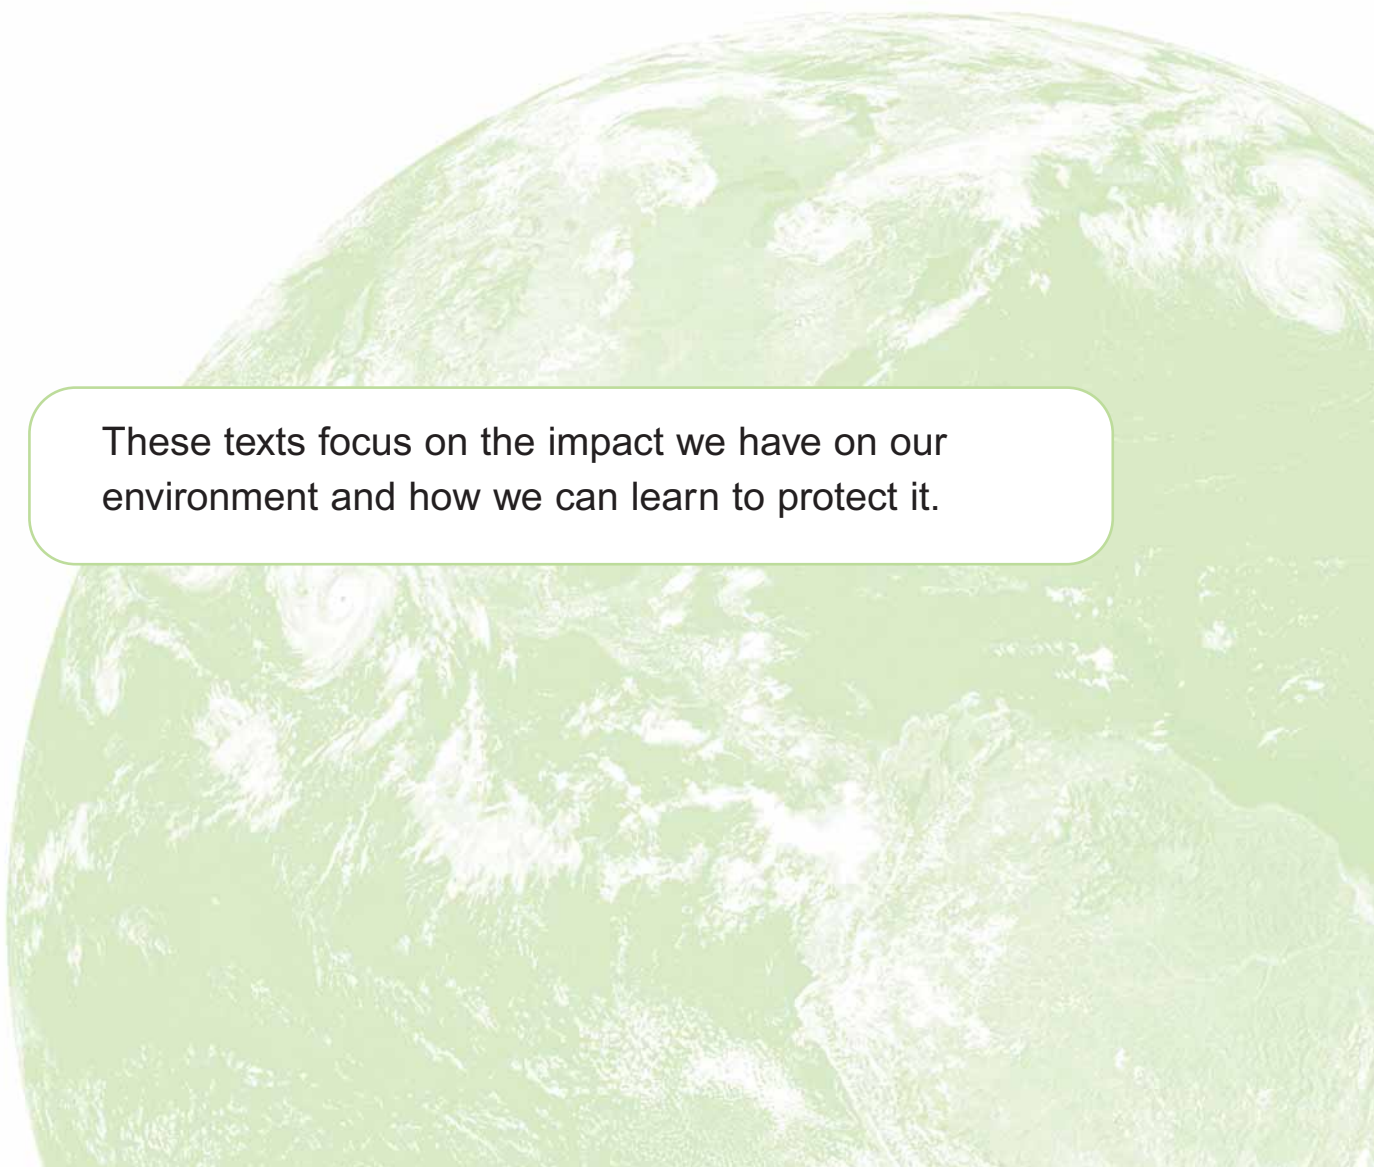 These texts focus on the impact we have on our
environment and how we can learn to protect it.